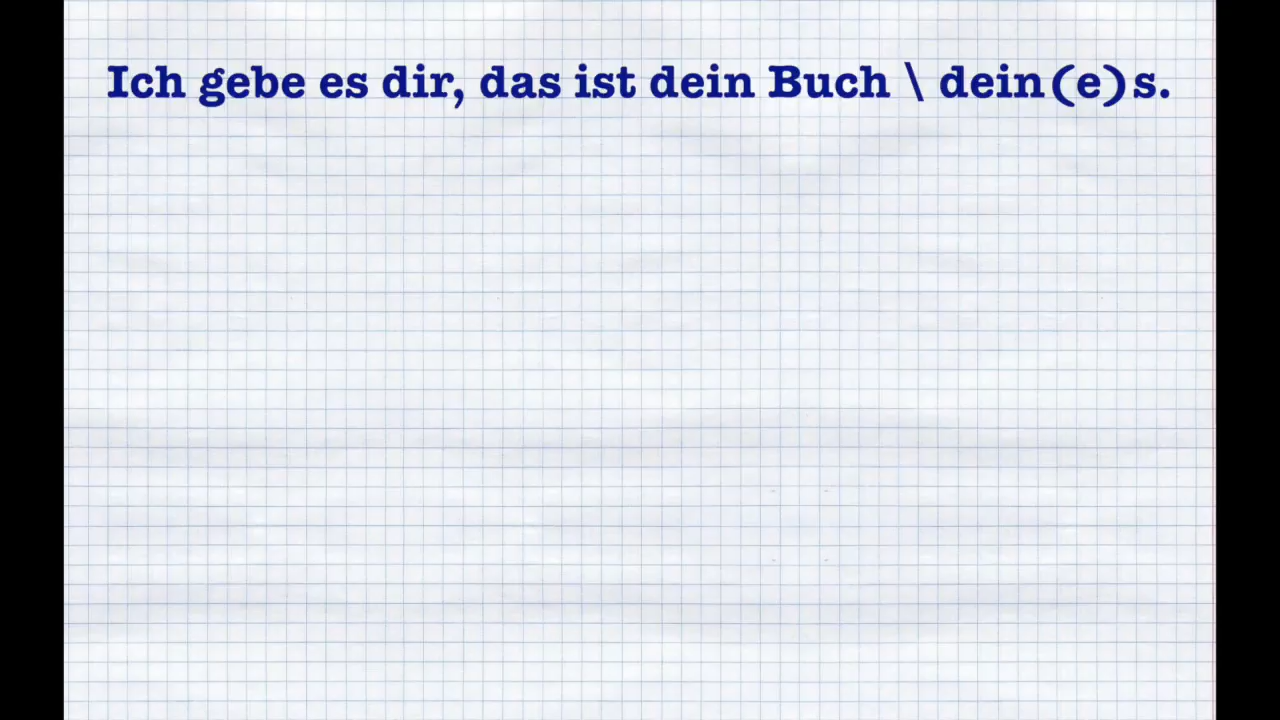 Ich gebe es dir, das ist dein Buch \ dein(e)s.